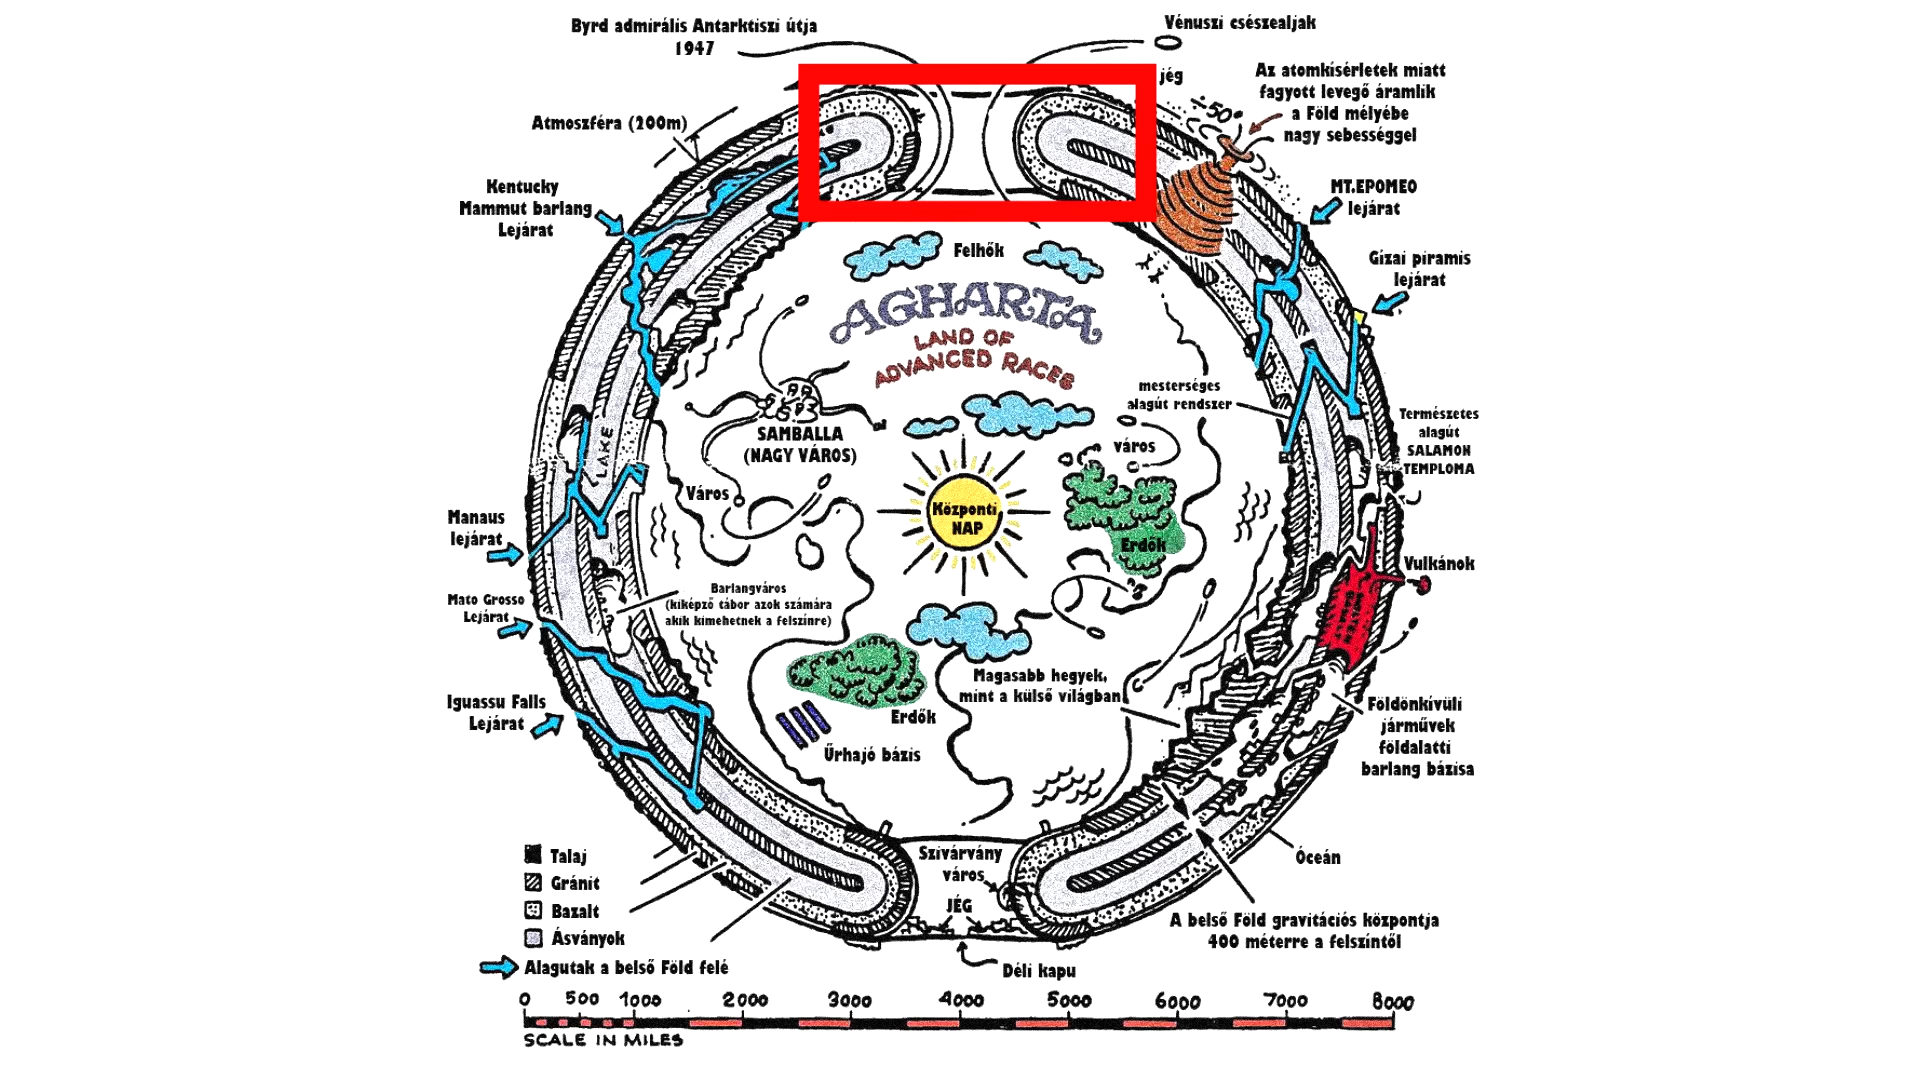 Byrd admirális Antarktiszi útja
1947
Vénuszi csészealjak
jég
Az atomkísérletek miatt
fagyott levegő áramlik
a Föld mélyébe
nagy sebességgel
÷50°
Atmoszféra (200m)
Kentucky
Mammut barlang
Lejárat
MT.EPOMEO
lejárat
Gízai piramis
lejárat
Felhők
AGHARTA
LAND OF
ADVANCED RACES
mesterséges
alagút rendszer
SAMBALLA
(NAGY VÁROS)
LAKE
Város
város
Természetes
alagút
SALAMON
TEMPLOMA
Központi
NAP
Erdők
Manaus
lejárat
Vulkánok
Barlangváros
(kiképző tábor azok számára
akik kimehetnek a felszínre)
Mato Grosso
Lejárat
Iguassu Falls
Lejárat
Magasabb hegyek,
mint a külső világban
Erdők
Űrhajó bázis
Földönkívüli
járművek
földalatti
barlang bázisa
Szivárvány
város
JÉG
Óceán
Talaj
Gránit
Bazalt
Ásványok
Alagutak a belső Föld felé
A belső Föld gravitációs központja
400 méterre a felszíntől
Déli kapu
0 500 1000 2000 3000 4000 5000 6000 7000 8000
SCALE IN MILES